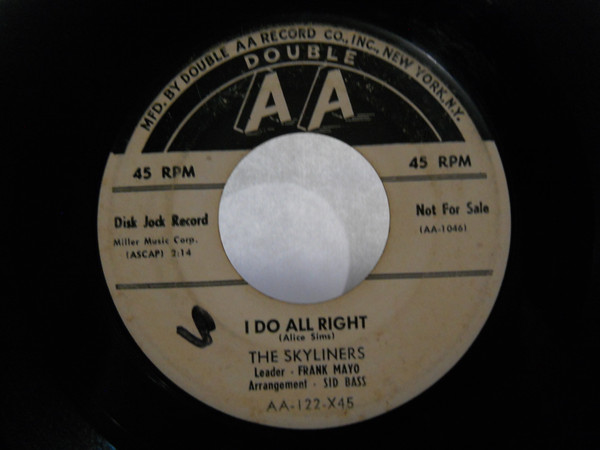 MFD. BY DOUBLE AA RECORD CO., INC., NEW YORK, N.Y.
DOUBLE
AA
45 RPM
45 RPM
Disk Jock Record
Miller Music Corp.
(ASCAP) 2:14
Not For Sale
(AA-1046)
I DO ALL RIGHT
(Alice Sims)
THE SKYLINERS
Leader - FRANK MAYO
Arrangement - SID BASS
AA-122-X45